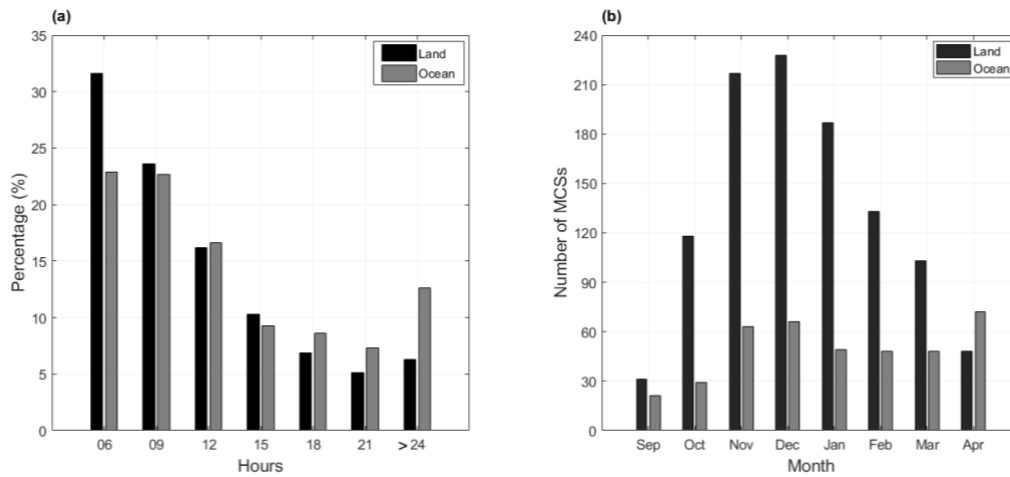 (a)
35
30
25
20
15
10
5
0
Percentage (%)
Land
Ocean
06 09 12 15 18 21 >24
Hours
(b)
240
210
180
150
120
90
60
30
0
Number of MCSs
Land
Ocean
Sep Oct Nov Dec Jan Feb Mar Apr
Month